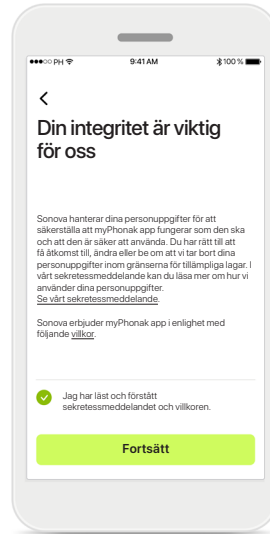 PH 9:41 AM 100 %
Din integritet är viktig
för oss
Sonova hanterar dina personuppgifter för att
säkerställa att myPhonak app fungerar som den ska
och att den är säker att använda. Du har rätt till att
få åtkomst till, ändra eller be om att vi tar bort dina
personuppgifter inom gränserna för tillämpliga lagar. I
vårt sekretessmeddelande kan du läsa mer om hur vi
använder dina personuppgifter.
Se vårt sekretessmeddelande.
Sonova erbjuder myPhonak app i enlighet med
följande villkor.
Jag har läst och förstått
sekretessmeddelandet och villkoren.
Fortsätt